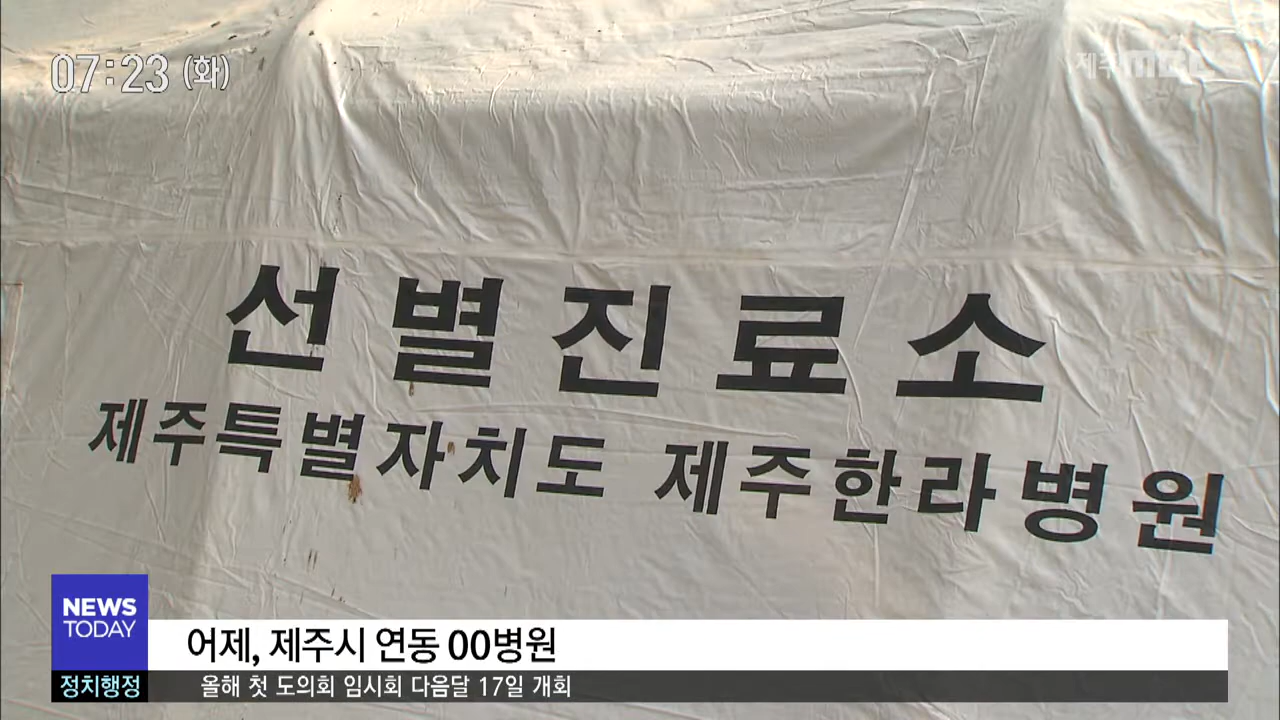 07:23 (화)
제주MBC
선별진료소
제주특별자치도 제주한라병원
NEWS
TODAY
어제, 제주시 연동 00병원
정치행정
올해 첫 도의회 임시회 다음달 17일 개회